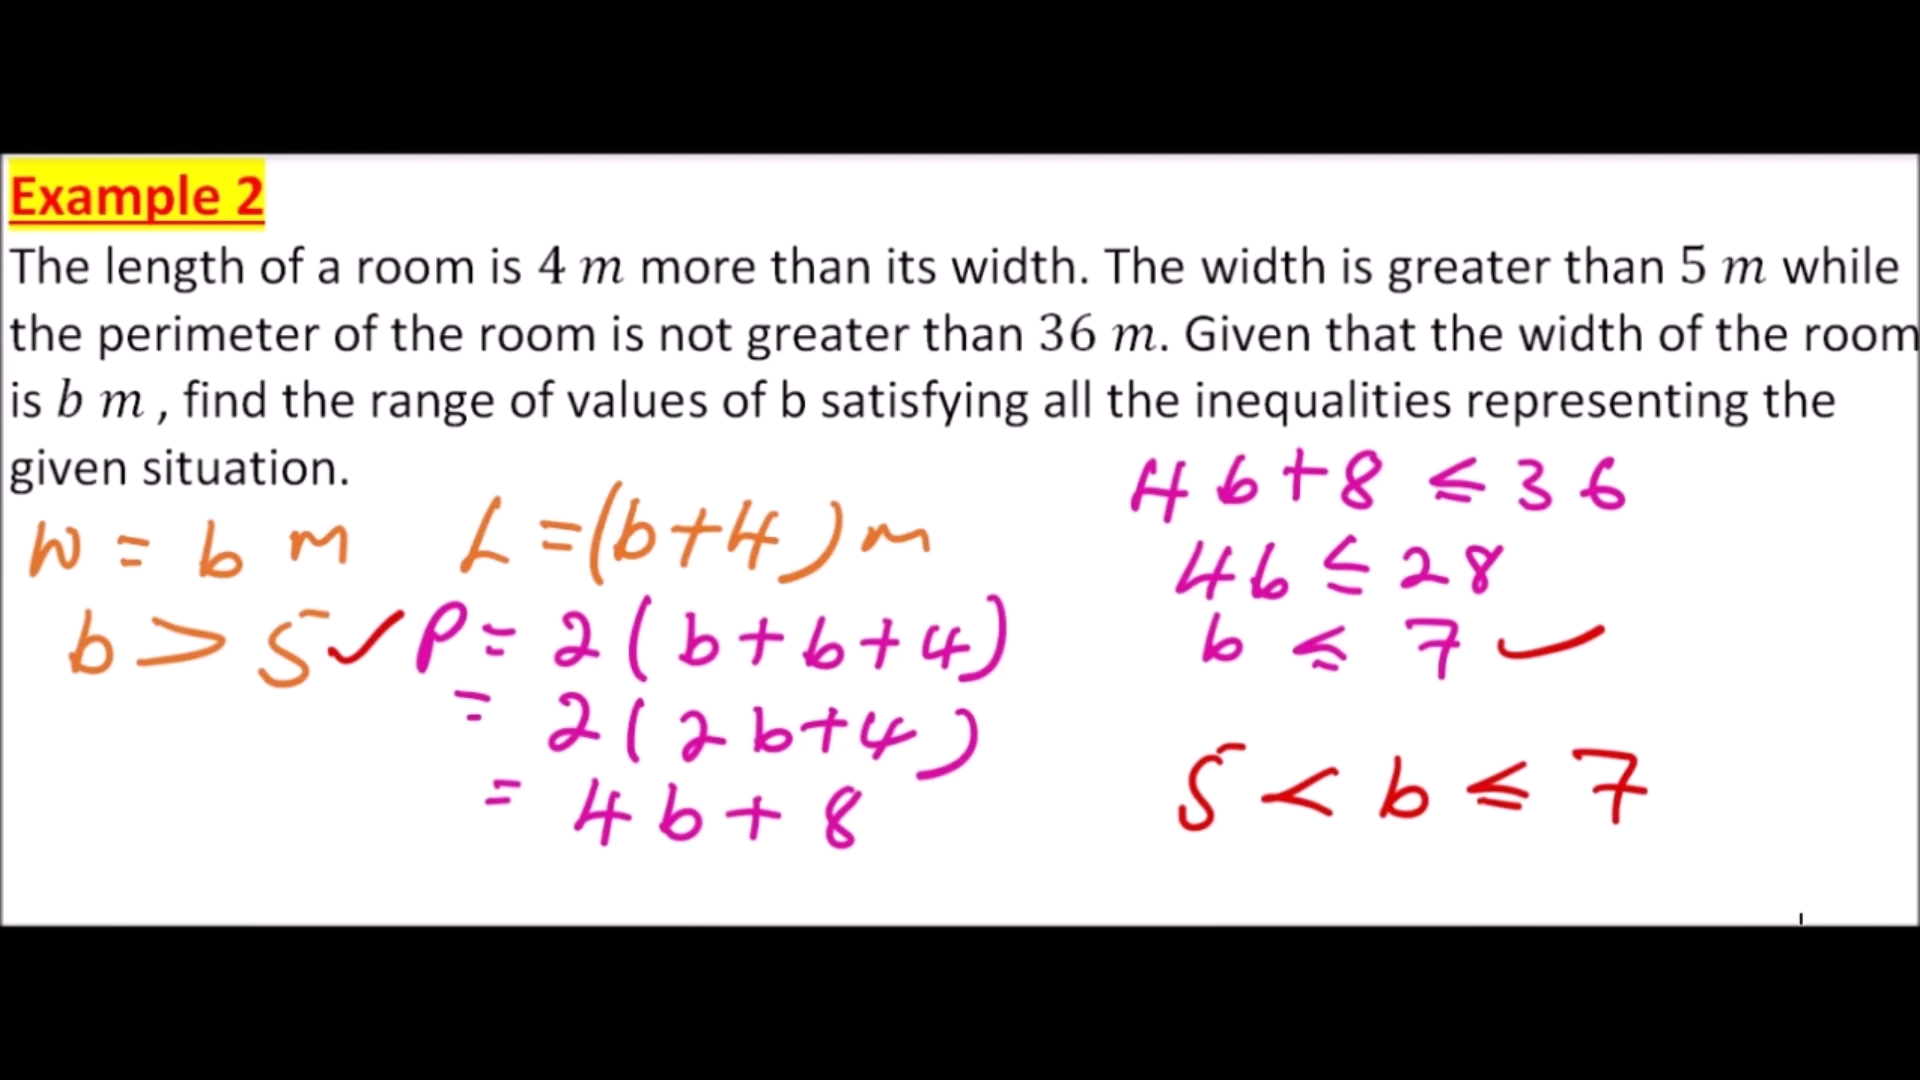 Example 2
The length of a room is 4 m more than its width. The width is greater than 5 m while
the perimeter of the room is not greater than 36 m. Given that the width of the room
is b m , find the range of values of b satisfying all the inequalities representing the
given situation.
W = b m
b > 5 ✓
L = (b+4) m
P = 2(b+b+4)
= 2(2b+4)
= 4b+8
4b+8 ≤ 36
4b ≤ 28
b ≤ 7 ✓
5 < b ≤ 7